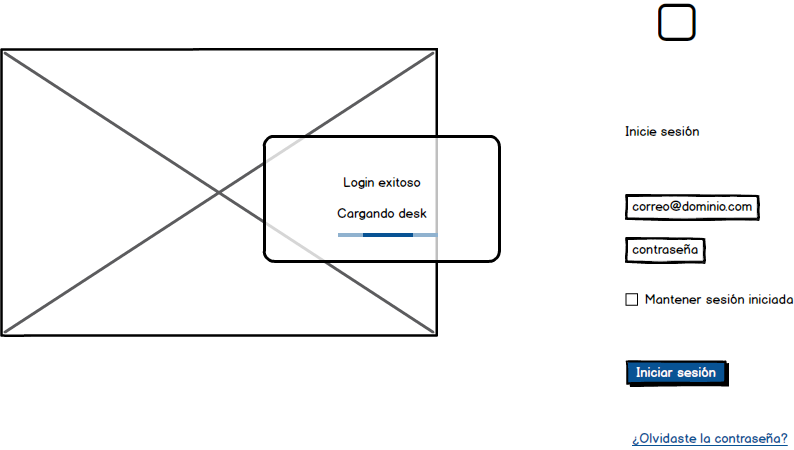 Login exitoso
Cargando desk
Inicie sesión
correo@dominio.com
contraseña
Mantener sesión iniciada
Iniciar sesión
¿Olvidaste la contraseña?